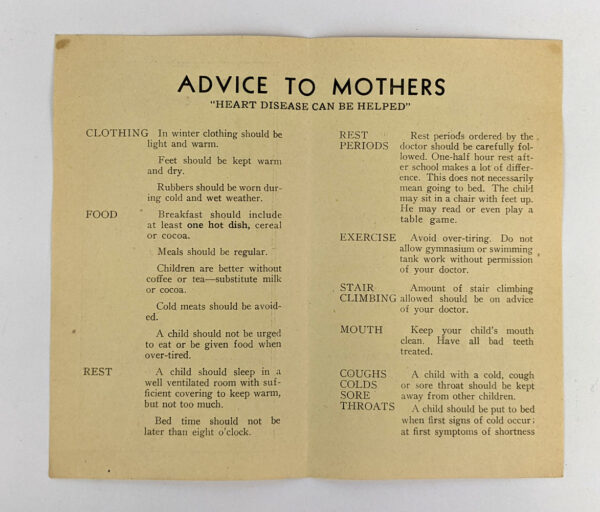 ADVICE TO MOTHERS
"HEART DISEASE CAN BE HELPED"
CLOTHING In winter clothing should be
light and warm.
Feet should be kept warm
and dry.
Rubbers should be worn dur-
ing cold and wet weather.
FOOD Breakfast should include
at least one hot dish, cereal
or cocoa.
Meals should be regular.
Children are better without
coffee or tea—substitute milk
or cocoa.
Cold meats should be avoid-
ed.
A child should not be urged
to eat or be given food when
over-tired.
REST A child should sleep in a
well ventilated room with suf-
ficient covering to keep warm,
but not too much.
Bed time should not be
later than eight o'clock.
REST Rest periods ordered by the
PERIODS doctor should be carefully fol-
lowed. One-half hour rest aft-
er school makes a lot of differ-
ence. This does not necessarily
mean going to bed. The child
may sit in a chair with feet up.
He may read or even play a
table game.
EXERCISE Avoid over-tiring. Do not
allow gymnasium or swimming
tank work without permission
of your doctor.
STAIR Amount of stair climbing
CLIMBING allowed should be on advice
of your doctor.
MOUTH Keep your child's mouth
clean. Have all bad teeth
treated.
COUGHS A child with a cold, cough
COLDS or sore throat should be kept
SORE away from other children.
THROATS A child should be put to bed
when first signs of cold occur;
at first symptoms of shortness